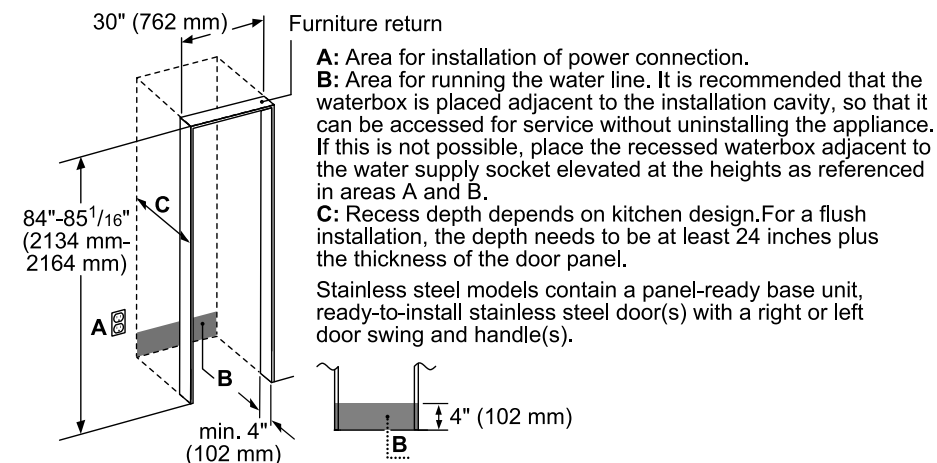 30" (762 mm)
Furniture return
A: Area for installation of power connection.
B: Area for running the water line. It is recommended that the
waterbox is placed adjacent to the installation cavity, so that it
can be accessed for service without uninstalling the appliance.
If this is not possible, place the recessed waterbox adjacent to
the water supply socket elevated at the heights as referenced
in areas A and B.
C: Recess depth depends on kitchen design.For a flush
installation, the depth needs to be at least 24 inches plus
the thickness of the door panel.
Stainless steel models contain a panel-ready base unit,
ready-to-install stainless steel door(s) with a right or left
door swing and handle(s).
C
84"-85 1/16"
(2134 mm-
2164 mm)
A
B
min. 4"
(102 mm)
4" (102 mm)
B